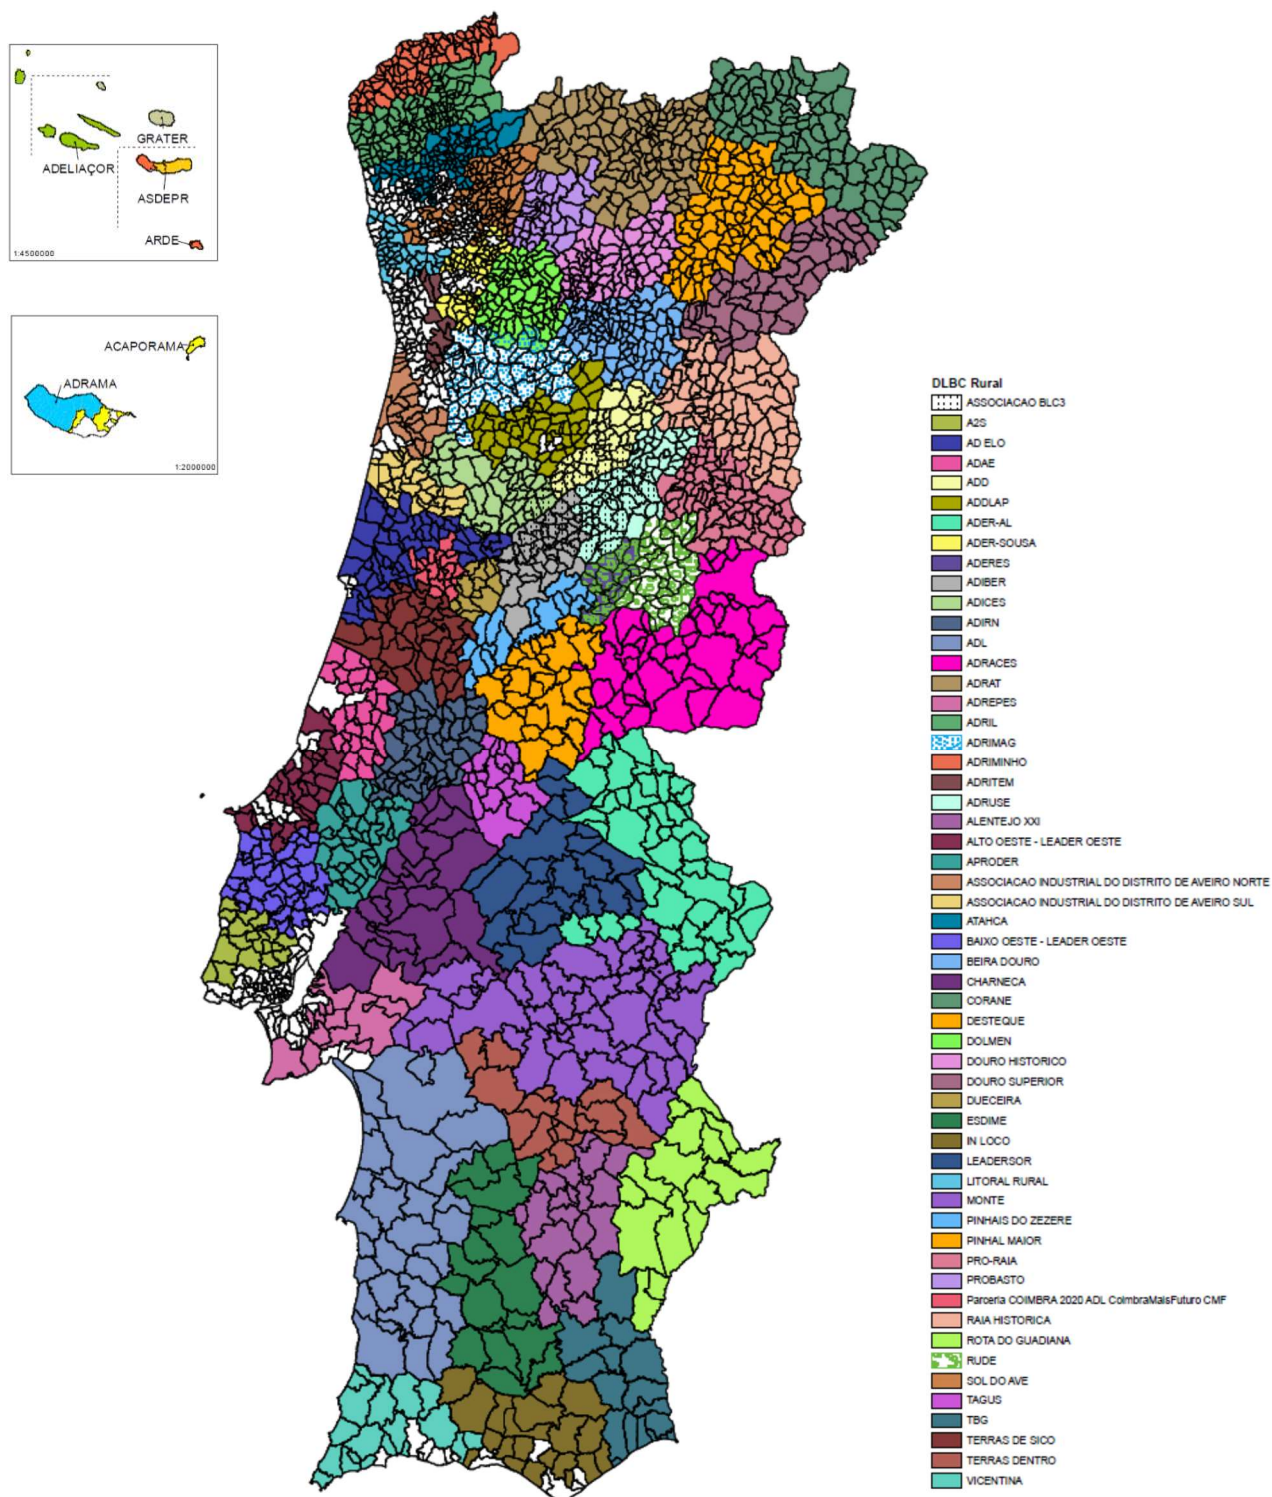 GRATER
ADELIAÇOR
ASDEPR
ARDE
1:4500000
ACAPORAMA
ADRAMA
1:2000000
DLBC Rural
ASSOCIACAO BLC3
A2S
AD ELO
ADAE
ADD
ADDLAP
ADER-AL
ADER-SOUSA
ADERES
ADIBER
ADICES
ADIRN
ADL
ADRACES
ADRAT
ADREPES
ADRIL
ADRIMAG
ADRIMINHO
ADRITEM
ADRUSE
ALENTEJO XXI
ALTO OESTE - LEADER OESTE
APRODER
ASSOCIACAO INDUSTRIAL DO DISTRITO DE AVEIRO NORTE
ASSOCIACAO INDUSTRIAL DO DISTRITO DE AVEIRO SUL
ATAHCA
BAIXO OESTE - LEADER OESTE
BEIRA DOURO
CHARNECA
CORANE
DESTEQUE
DOLMEN
DOURO HISTORICO
DOURO SUPERIOR
DUECEIRA
ESDIME
IN LOCO
LEADERSOR
LITORAL RURAL
MONTE
PINHAIS DO ZEZERE
PINHAL MAIOR
PRO-RAIA
PROBASTO
Parceria COIMBRA 2020 ADL CoimbraMaisFuturo CMF
RAIA HISTORICA
ROTA DO GUADIANA
RUDE
SOL DO AVE
TAGUS
TBG
TERRAS DE SICO
TERRAS DENTRO
VICENTINA